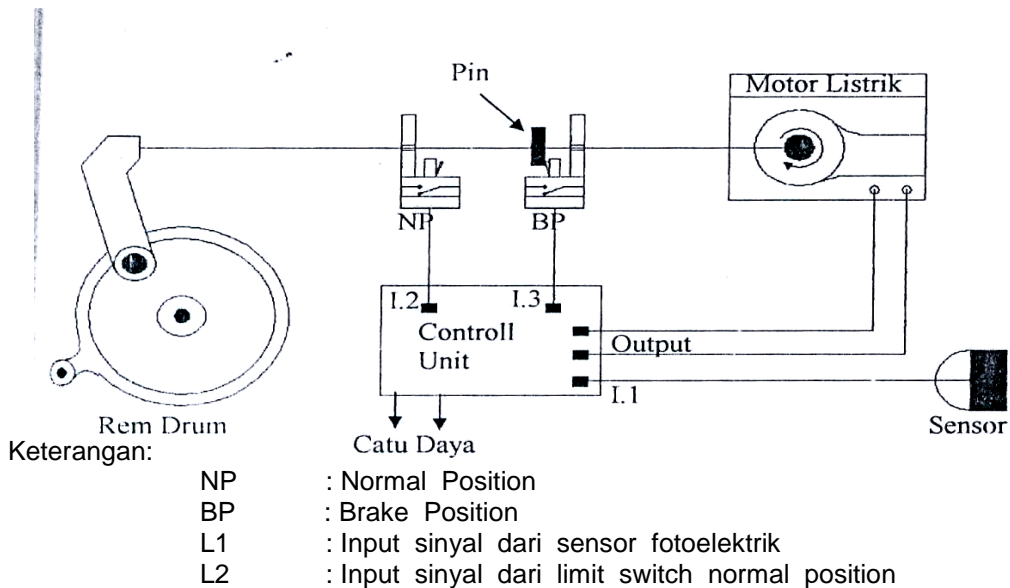 Pin
Motor Listrik
NP
BP
I.2
I.3
Controll
Unit
Output
I.1
Rem Drum
Catu Daya
Sensor
Keterangan:
NP : Normal Position
BP : Brake Position
L1 : Input sinyal dari sensor fotoelektrik
L2 : Input sinyal dari limit switch normal position